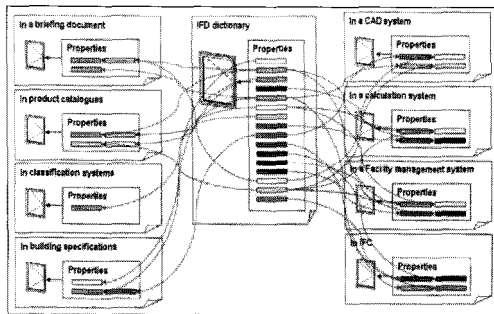 In a briefing document
Properties
In product catalogues
Properties
In classification systems
Properties
In building specifications
Properties
IFD dictionary
Properties
In a CAD system
Properties
In a calculation system
Properties
In a Facility management system
Properties
In IFC
Properties